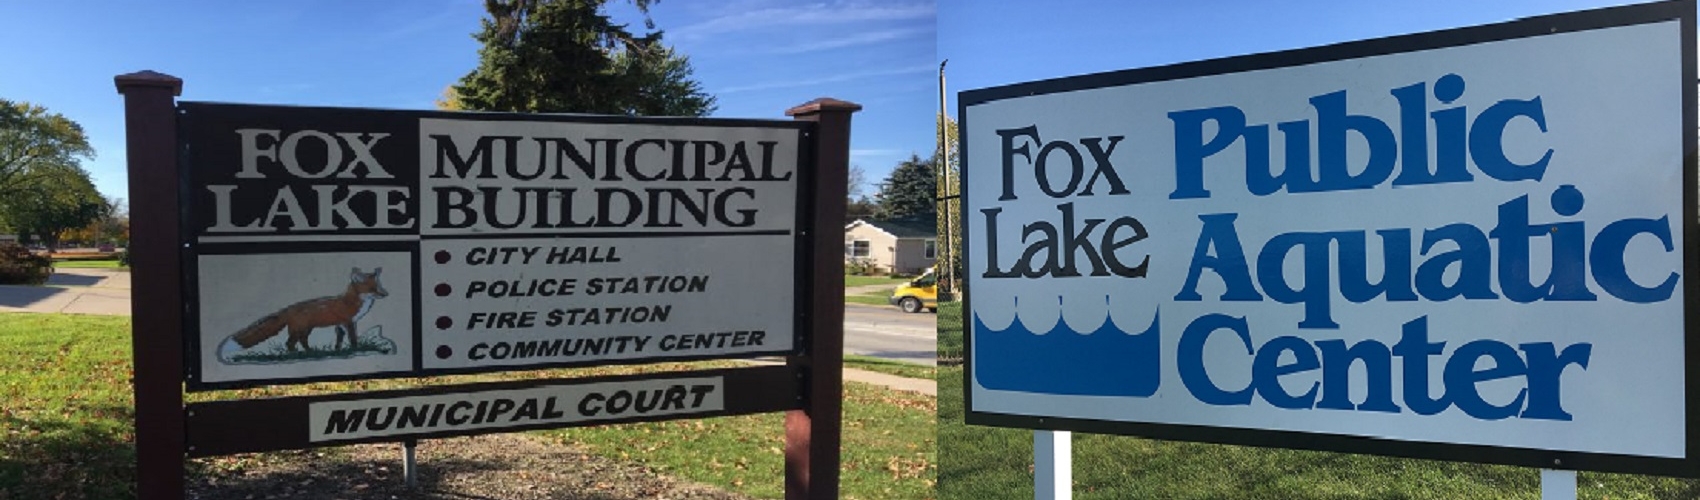 FOX
LAKE
MUNICIPAL
BUILDING
CITY HALL
POLICE STATION
FIRE STATION
COMMUNITY CENTER
MUNICIPAL COURT
Fox
Lake
Public
Aquatic
Center